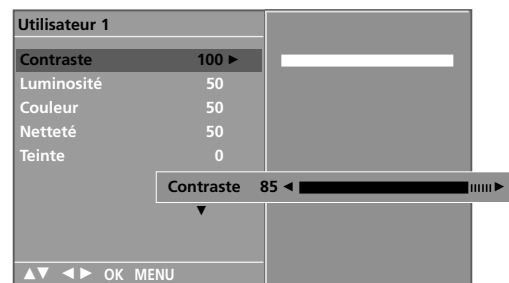 Utilisateur 1
Contraste 100 ►
Luminosité 50
Couleur 50
Netteté 50
Teinte 0
Contraste 85 ◄ ►
▼
▲▼ ◄► OK MENU